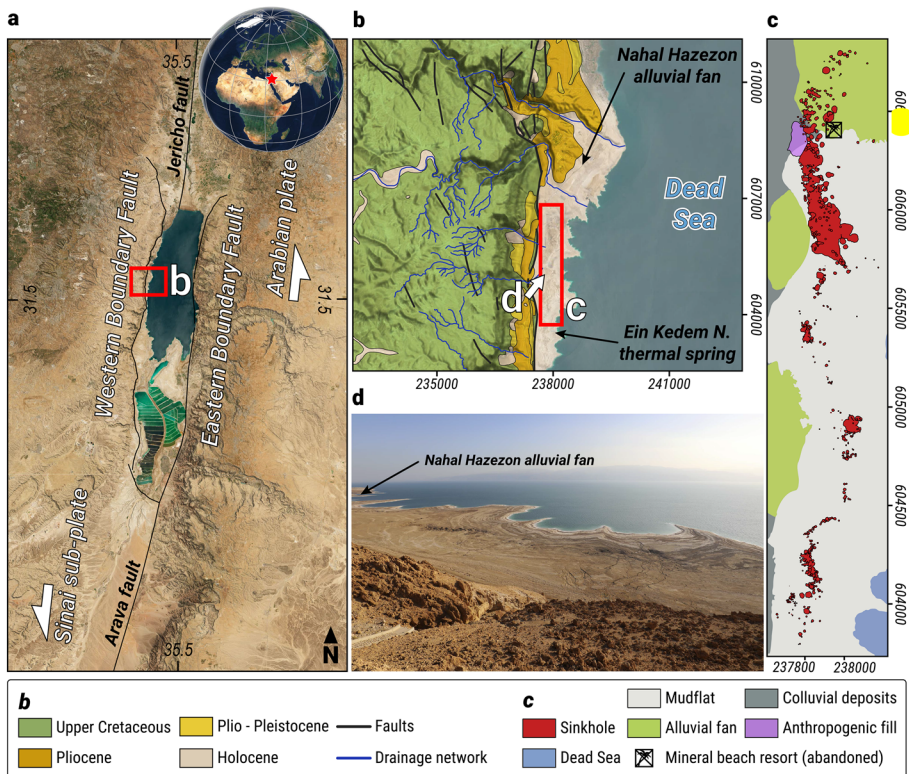 a
35.5
Jericho fault
Western Boundary Fault
Eastern Boundary Fault
Arabian plate
b
31.5
31.5
Sinai sub-plate
Arava fault
35.5
N
b
Nahal Hazezon
alluvial fan
Dead
Sea
d
c
Ein Kedem N.
thermal spring
610000
607000
604000
235000
238000
241000
c
606000
605500
605000
604500
604000
237800
238000
d
Nahal Hazezon alluvial fan
b
Upper Cretaceous
Plio - Pleistocene
Faults
Pliocene
Holocene
Drainage network
c
Mudflat
Colluvial deposits
Sinkhole
Alluvial fan
Anthropogenic fill
Dead Sea
Mineral beach resort (abandoned)